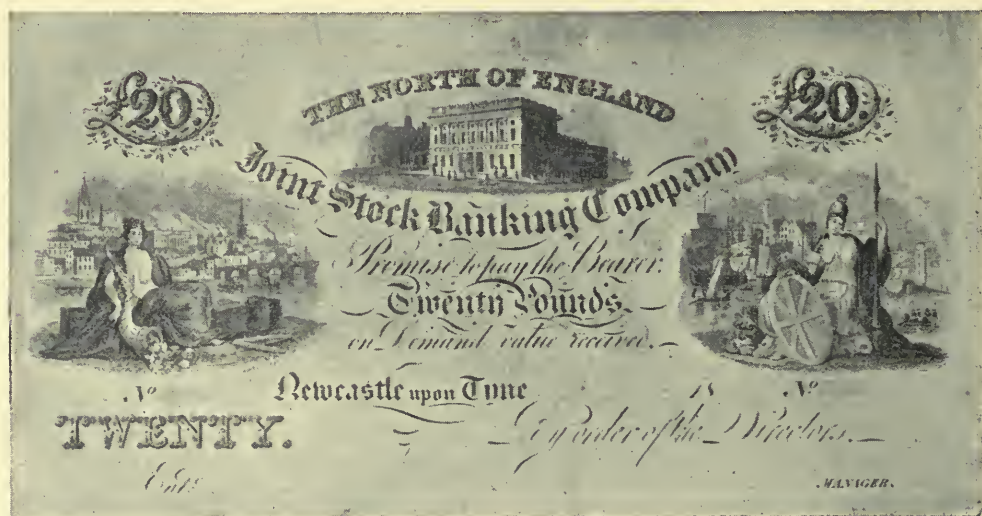 £20.
THE NORTH OF ENGLAND
£20.
Joint Stock Banking Company
Promise to pay the Bearer
Twenty Pounds.
on Demand value received.
Newcastle upon Tyne
18
No
No
TWENTY.
By order of the Directors.
Entd
MANAGER.